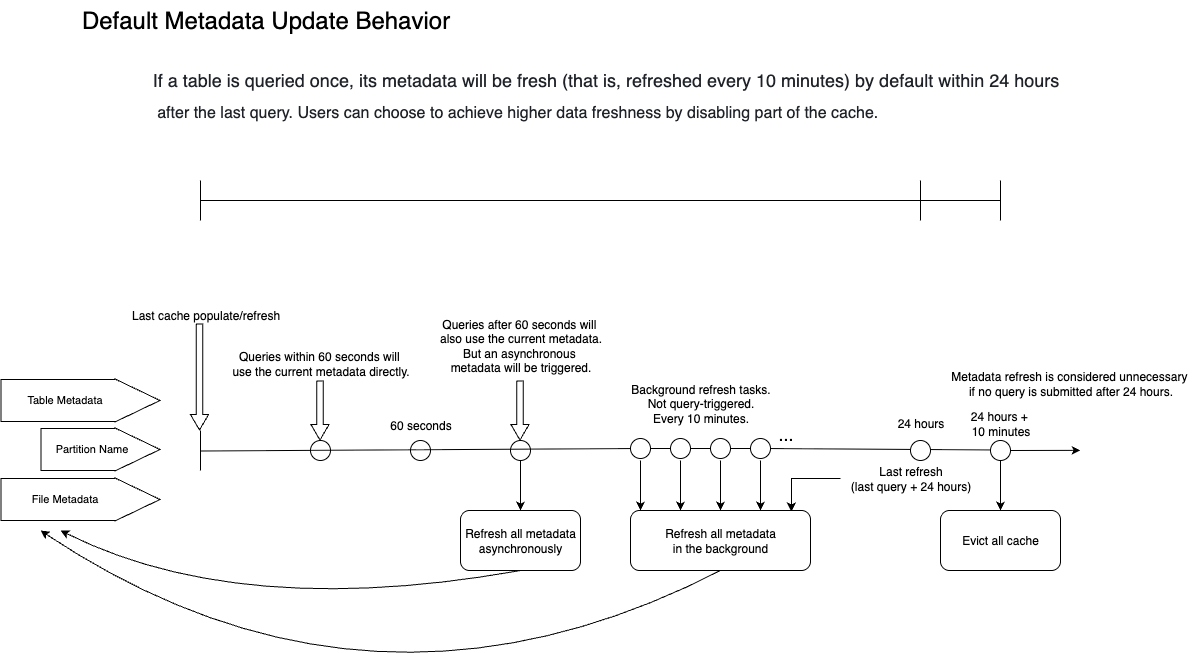 Default Metadata Update Behavior
If a table is queried once, its metadata will be fresh (that is, refreshed every 10 minutes) by default within 24 hours
after the last query. Users can choose to achieve higher data freshness by disabling part of the cache.
Last cache populate/refresh
Queries within 60 seconds will
use the current metadata directly.
60 seconds
Queries after 60 seconds will
also use the current metadata.
But an asynchronous
metadata will be triggered.
Background refresh tasks.
Not query-triggered.
Every 10 minutes.
...
24 hours
Metadata refresh is considered unnecessary
if no query is submitted after 24 hours.
24 hours +
10 minutes
Table Metadata
Partition Name
File Metadata
Last refresh
(last query + 24 hours)
Refresh all metadata
asynchronously
Refresh all metadata
in the background
Evict all cache